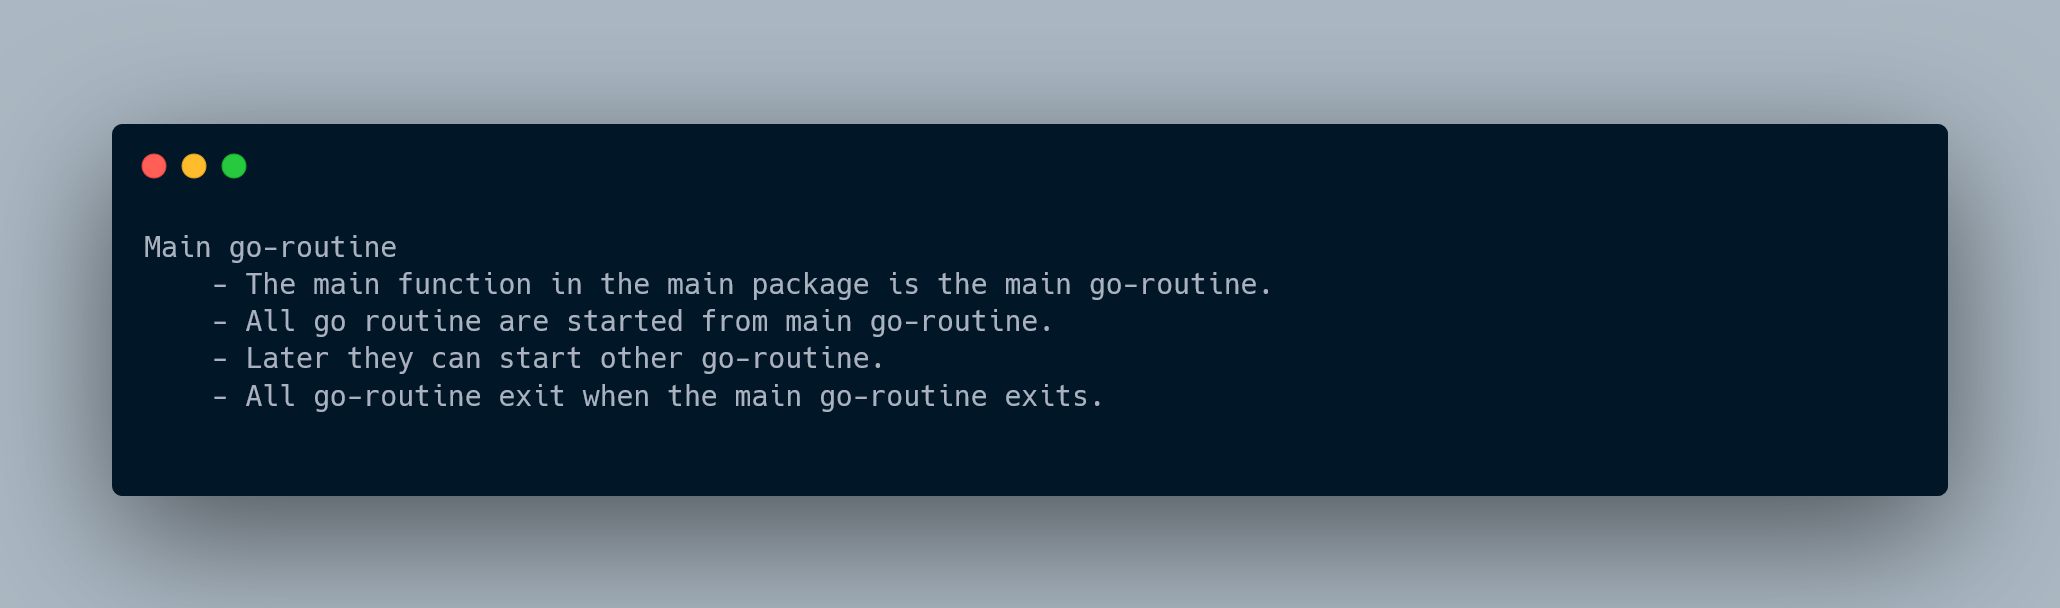 Main go-routine
    - The main function in the main package is the main go-routine.
    - All go routine are started from main go-routine.
    - Later they can start other go-routine.
    - All go-routine exit when the main go-routine exits.